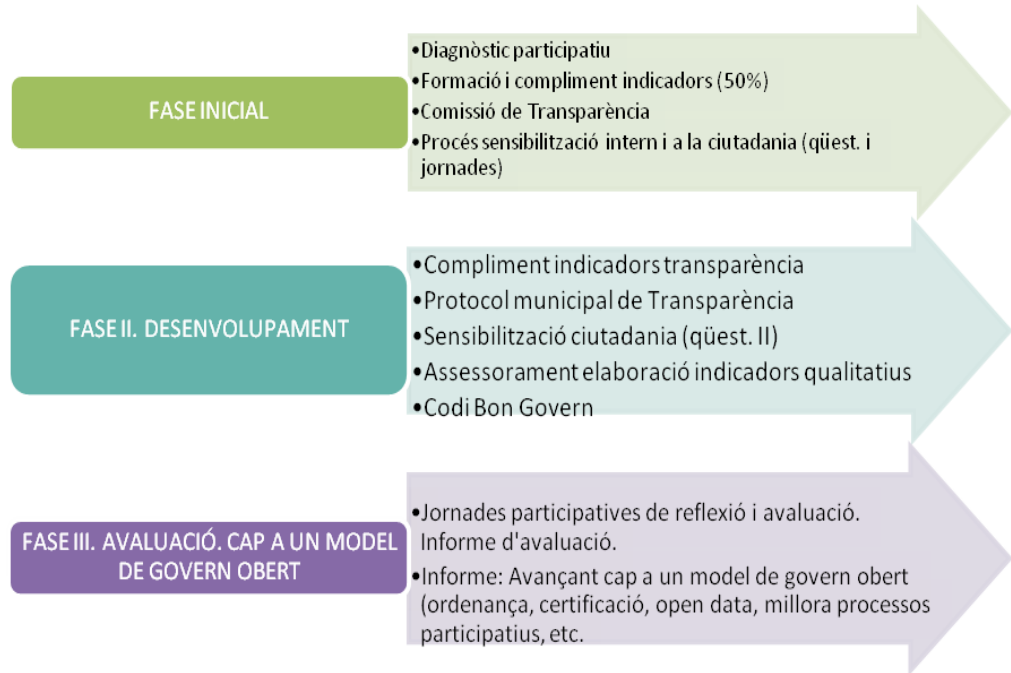 FASE INICIAL
•Diagnòstic participatiu
•Formació i compliment indicadors (50%)
•Comissió de Transparència
•Procés sensibilització intern i a la ciutadania (qüest. i
jornades)
FASE II. DESENVOLUPAMENT
•Compliment indicadors transparència
•Protocol municipal de Transparència
•Sensibilització ciutadania (qüest. II)
•Assessorament elaboració indicadors qualitatius
•Codi Bon Govern
FASE III. AVALUACIÓ. CAP A UN MODEL
DE GOVERN OBERT
•Jornades participatives de reflexió i avaluació.
Informe d'avaluació.
•Informe: Avançant cap a un model de govern obert
(ordenança, certificació, open data, millora processos
participatius, etc.